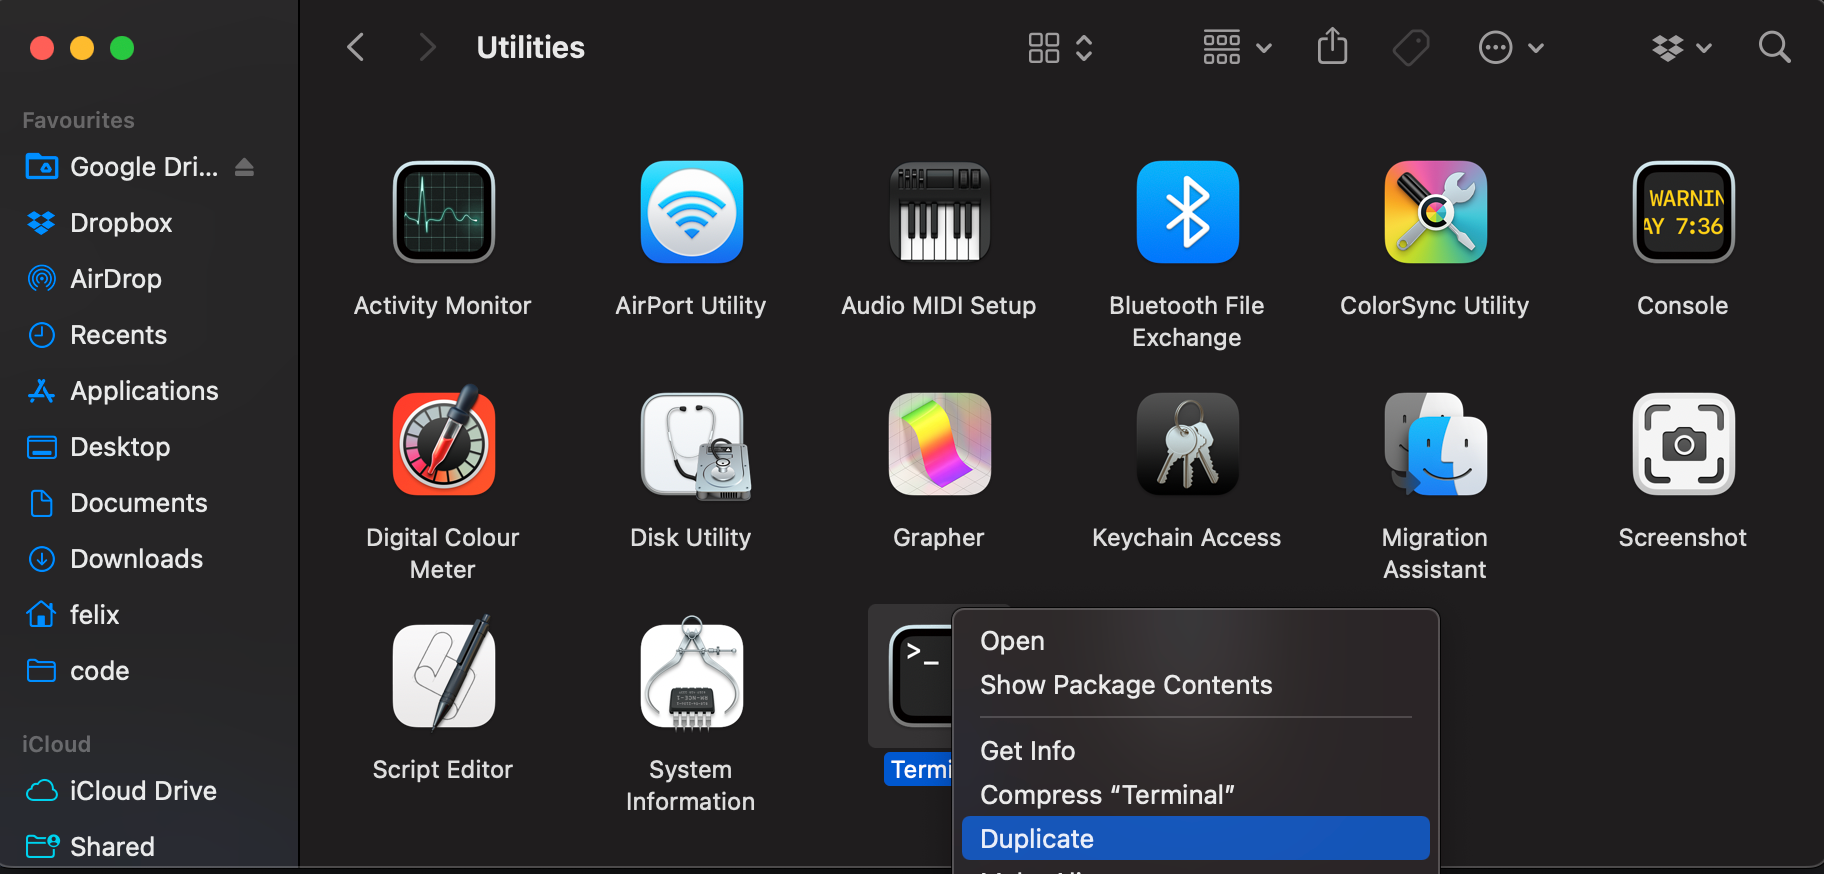 Utilities
Favourites
Google Dri...
Dropbox
AirDrop
Recents
Applications
Desktop
Documents
Downloads
felix
code
iCloud
iCloud Drive
Shared
WARNIN
AY 7:36
Activity Monitor
AirPort Utility
Audio MIDI Setup
Bluetooth File
Exchange
ColorSync Utility
Console
Digital Colour
Meter
Disk Utility
Grapher
Keychain Access
Migration
Assistant
Screenshot
>_
Script Editor
System
Information
Termi
Open
Show Package Contents
Get Info
Compress “Terminal”
Duplicate